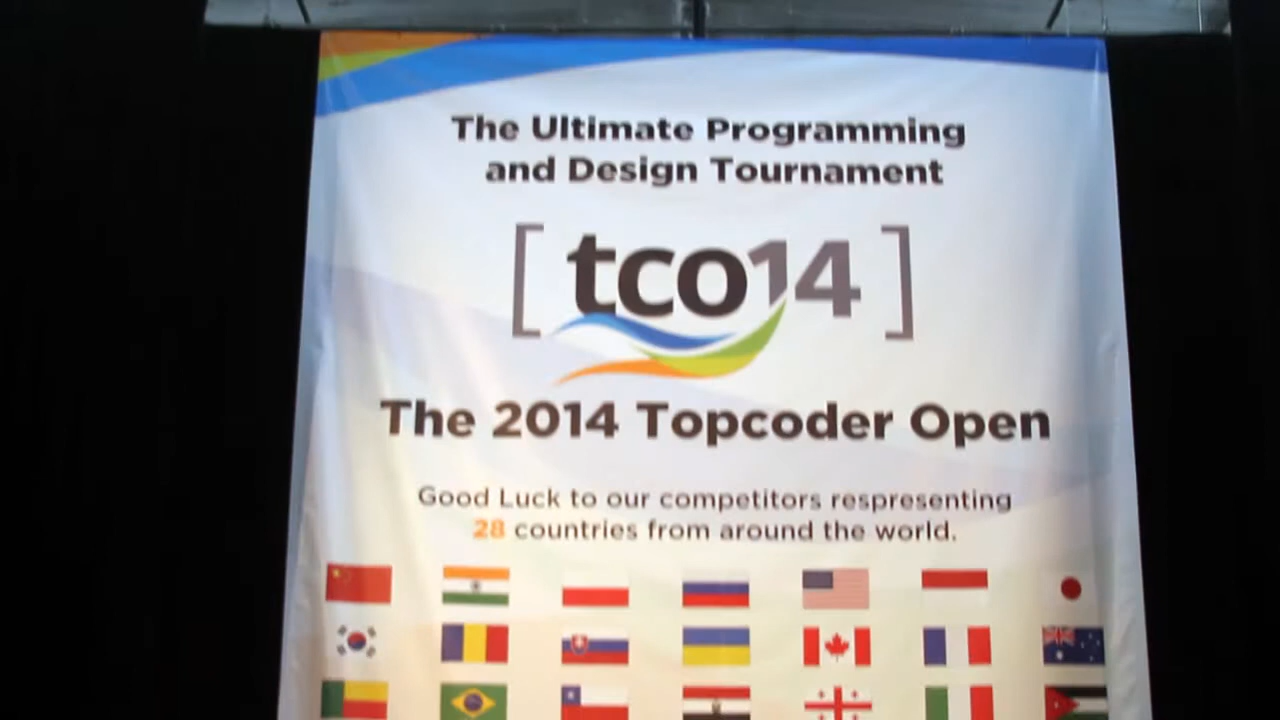 The Ultimate Programming
and Design Tournament
[ tco14 ]
The 2014 Topcoder Open
Good Luck to our competitors respresenting
28 countries from around the world.